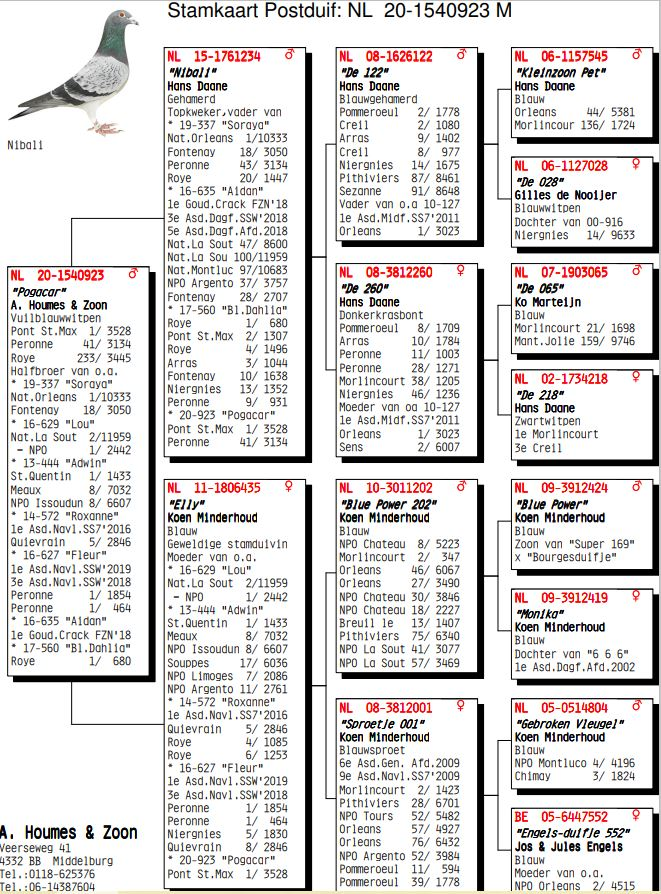 Stamkaart Postduif: NL 20-1540923 M
Nibali
NL 20-1540923 ♂
"Pogacar"
A. Houmes & Zoon
Vuilblauwwitpen
Pont St.Max 1/ 3528
Peronne 41/ 3134
Roye 233/ 3445
Halfbroer van o.a.
* 19-337 "Soraya"
Nat.Orleans 1/10333
Fontenay 18/ 3050
* 16-629 "Lou"
Nat.La Sout 2/11959
- NPO 1/ 2442
* 13-444 "Adwin"
St.Quentin 1/ 1433
Meaux 8/ 7032
NPO Issoudun 8/ 6607
* 14-572 "Roxanne"
1e Asd.Navl.SS7'2016
Quievrain 5/ 2846
* 16-627 "Fleur"
1e Asd.Navl.SSW'2019
3e Asd.Navl.SSW'2018
Peronne 1/ 1854
Peronne 1/ 464
* 16-635 "Aidan"
1e Goud.Crack FZN'18
* 17-560 "Bl.Dahlia"
Roye 1/ 680
NL 15-1761234 ♂
"Nibali"
Hans Daane
Gehamerd
Topkweker,vader van
* 19-337 "Soraya"
Nat.Orleans 1/10333
Fontenay 18/ 3050
Peronne 43/ 3134
Roye 20/ 1447
* 16-635 "Aidan"
1e Goud.Crack FZN'18
3e Asd.Dagf.SSW'2018
5e Asd.Dagf.Afd.2018
Nat.La Sout 47/ 8600
Nat.La Sou 100/11959
Nat.Montluc 97/10683
NPO Argento 37/ 3757
Fontenay 28/ 2707
* 17-560 "Bl.Dahlia"
Roye 1/ 680
Pont St.Max 2/ 1307
Roye 4/ 1496
Arras 3/ 1044
Fontenay 10/ 1638
Niergnies 13/ 1352
Peronne 9/ 931
* 20-923 "Pogacar"
Pont St.Max 1/ 3528
Peronne 41/ 3134
NL 11-1806435 ♀
"Elly"
Koen Minderhoud
Blauw
Geweldige stamduivin
Moeder van o.a.
* 16-629 "Lou"
Nat.La Sout 2/11959
- NPO 1/ 2442
* 13-444 "Adwin"
St.Quentin 1/ 1433
Meaux 8/ 7032
NPO Issoudun 8/ 6607
Souppes 17/ 6036
NPO Limoges 7/ 2086
NPO Argento 11/ 2761
* 14-572 "Roxanne"
1e Asd.Navl.SS7'2016
Quievrain 5/ 2846
Roye 4/ 1085
Roye 6/ 1253
* 16-627 "Fleur"
1e Asd.Navl.SSW'2019
3e Asd.Navl.SSW'2018
Peronne 1/ 1854
Peronne 1/ 464
Niergnies 5/ 1830
Quievrain 8/ 2846
* 20-923 "Pogacar"
Pont St.Max 1/ 3528
NL 08-1626122 ♂
"De 122"
Hans Daane
Blauwgehamerd
Pommeroeul 2/ 1778
Creil 2/ 1080
Arras 9/ 1402
Creil 8/ 977
Niergnies 14/ 1675
Pithiviers 87/ 8461
Sezanne 91/ 8648
Vader van o.a 10-127
1e Asd.Midf.SS7'2011
Orleans 1/ 3023
NL 08-3812260 ♀
"De 260"
Hans Daane
Donkerkrasbont
Pommeroeul 8/ 1709
Arras 10/ 1784
Peronne 11/ 1003
Peronne 28/ 1271
Morlincourt 38/ 1205
Niergnies 46/ 1236
Moeder van oa 10-127
1e Asd.Midf.SS7'2011
Orleans 1/ 3023
Sens 2/ 6007
NL 10-3011202 ♂
"Blue Power 202"
Koen Minderhoud
Blauw
NPO Chateau 8/ 5223
Morlincourt 2/ 347
Orleans 46/ 6067
Orleans 27/ 3490
NPO Chateau 30/ 3846
NPO Chateau 18/ 2227
Breuil le 13/ 1407
Pithiviers 75/ 6340
NPO La Sout 41/ 3077
NPO La Sout 57/ 3469
NL 08-3812001 ♀
"Sproetje 001"
Koen Minderhoud
Blauwsproet
6e Asd.Gen. Afd.2009
9e Asd.Navl.SS7'2009
Morlincourt 2/ 1423
Pithiviers 28/ 6701
NPO Tours 52/ 5482
Orleans 57/ 4927
Orleans 76/ 6432
NPO Argento 52/ 3984
Pommeroeul 11/ 594
Pommeroeul 39/ 1778
NL 06-1157545 ♂
"Kleinzoon Pet"
Hans Daane
Blauw
Orleans 44/ 5381
Morlincour 136/ 1724
NL 06-1127028 ♀
"De 028"
Gilles de Nooijer
Blauwwitpen
Dochter van 00-916
Niergnies 14/ 9633
NL 07-1903065 ♂
"De 065"
Ko Marteijn
Blauw
Morlincourt 21/ 1698
Mant.Jolie 159/ 9746
NL 02-1734218 ♀
"De 218"
Hans Daane
Zwartwitpen
1e Morlincourt
3e Creil
NL 09-3912424 ♂
"Blue Power"
Koen Minderhoud
Blauw
Zoon van "Super 169"
x "Bourgesduifje"
NL 09-3912419 ♀
"Monika"
Koen Minderhoud
Blauw
Dochter van "6 6 6"
1e Asd.Dagf.Afd.2002
NL 05-0514804 ♂
"Gebroken Vleugel"
Koen Minderhoud
Blauw
NPO Montluco 4/ 4196
Chimay 3/ 1824
BE 05-6447552 ♀
"Engels-duifje 552"
Jos & Jules Engels
Blauw
Moeder van o.a.
NPO Orleans 2/ 4515
A. Houmes & Zoon
Veerseweg 41
4332 BB Middelburg
Tel.:0118-625376
Tel.:06-14387604